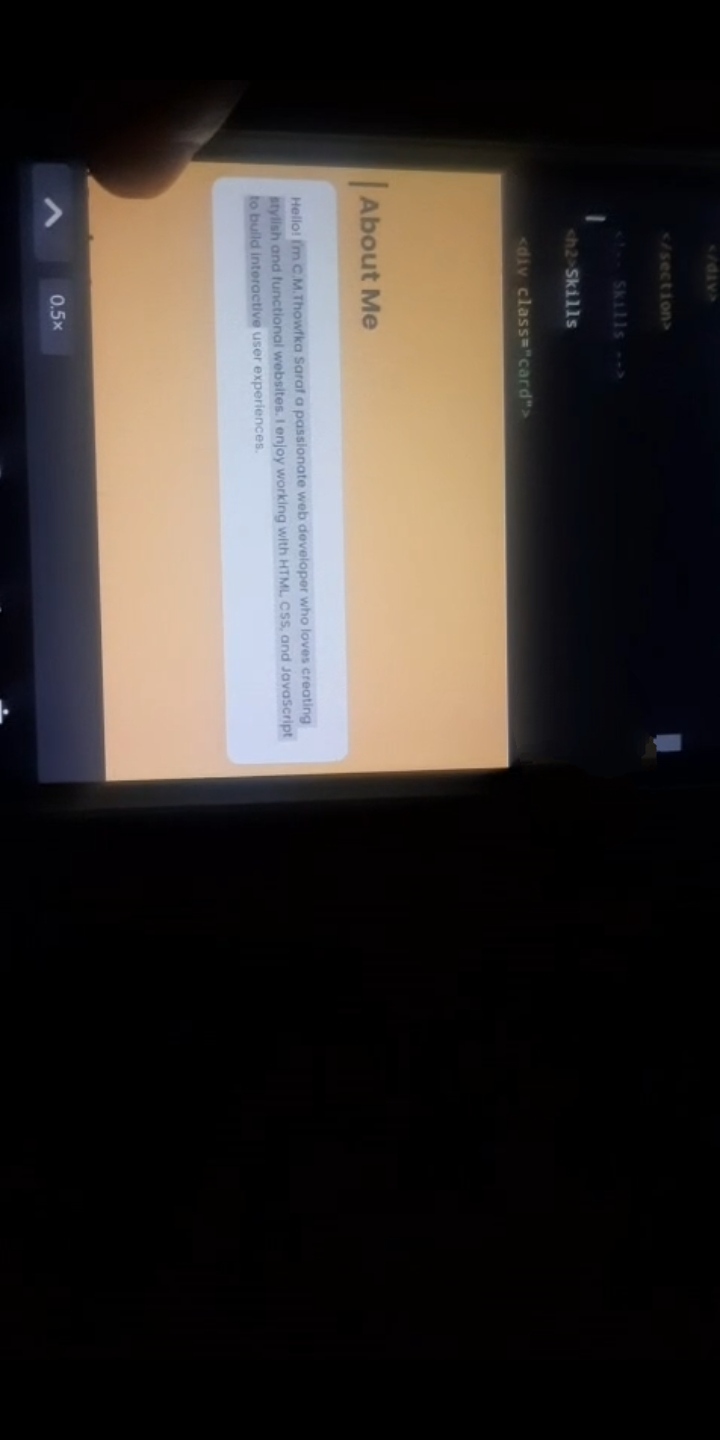 </div>
</section>
<!-- Skills -->
<h2>Skills
<div class="card">
About Me
Hello! I'm C.M.Thowfka Saraf a passionate web developer who loves creating
stylish and functional websites. I enjoy working with HTML, CSS, and JavaScript
to build interactive user experiences.
0.5×